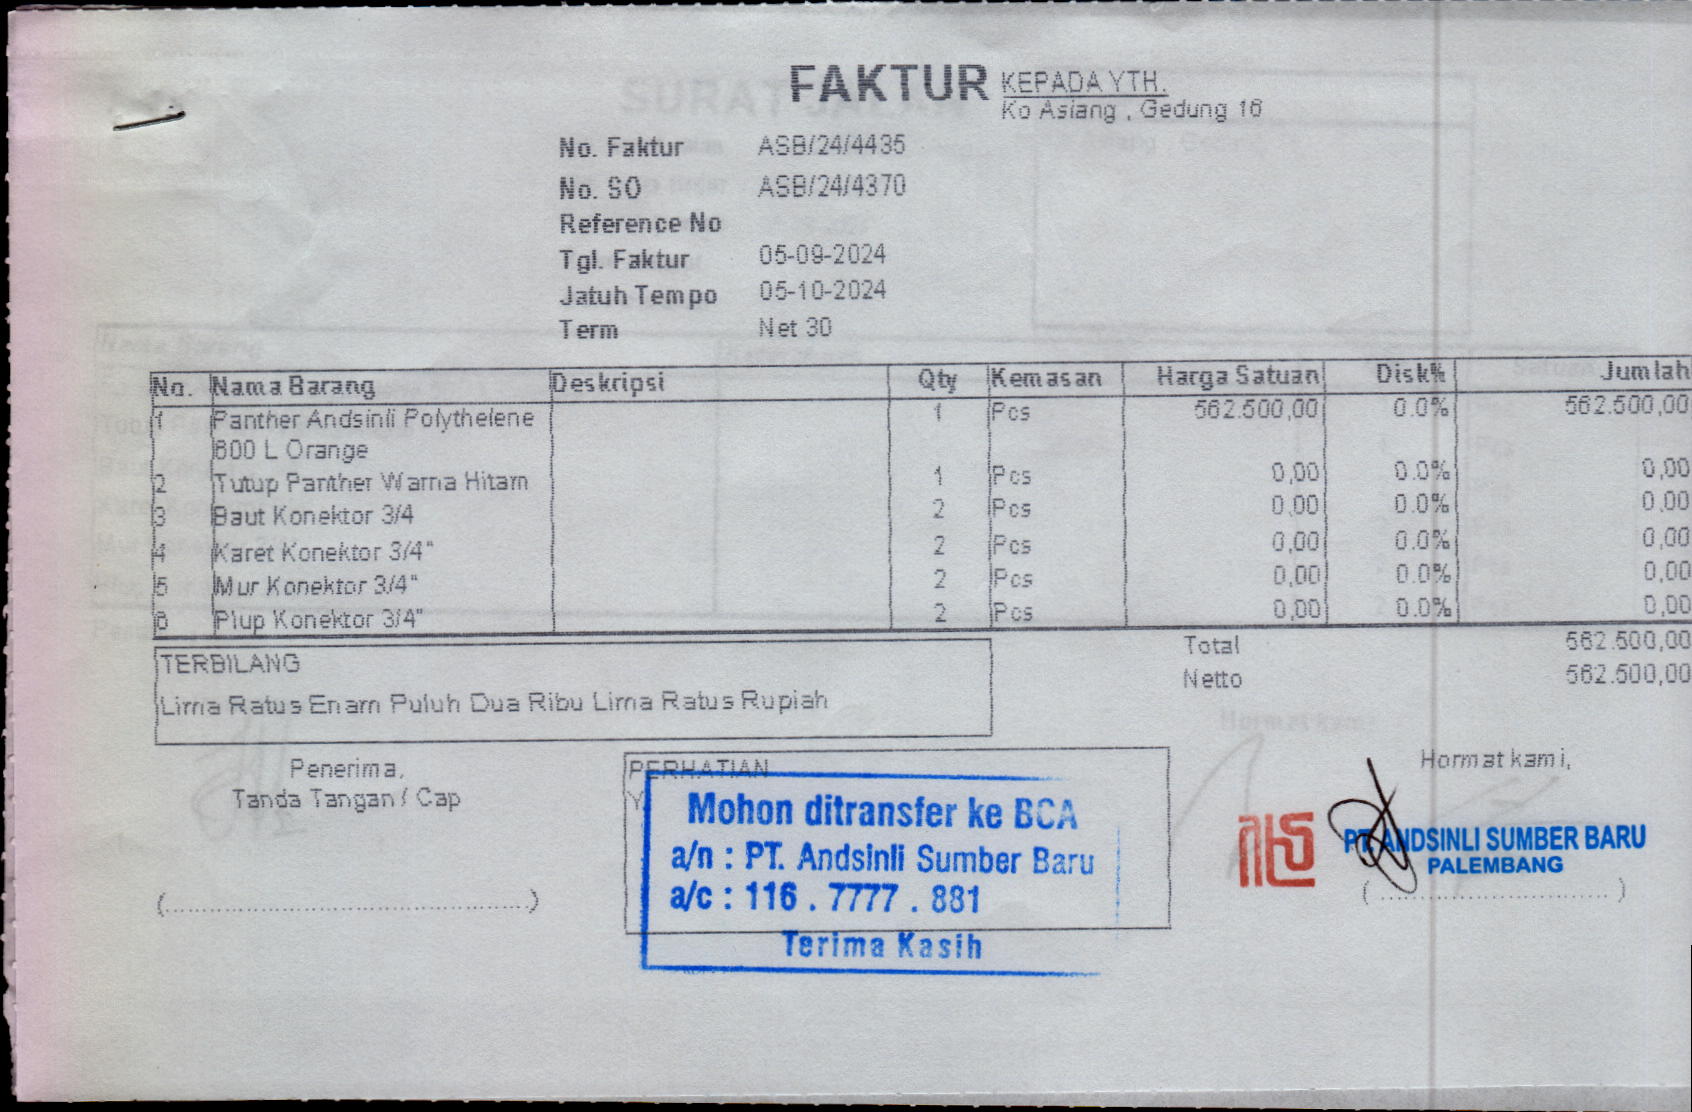 FAKTUR KEPADA YTH.
Ko Asiang , Gedung 16
No. Faktur ASB/24/4435
No. SO ASB/24/4370
Reference No
Tgl. Faktur 05-09-2024
Jatuh Tempo 05-10-2024
Term Net 30
No. Nama Barang Deskripsi Qty Kemasan Harga Satuan Disk% Jumlah
1 Panther Andsinli Polythelene 1 Pcs 562.500,00 0.0% 562.500,00
600 L Orange
2 Tutup Panther Warna Hitam 1 Pcs 0,00 0.0% 0,00
3 Baut Konektor 3/4 2 Pcs 0,00 0.0% 0,00
4 Karet Konektor 3/4" 2 Pcs 0,00 0.0% 0,00
5 Mur Konektor 3/4" 2 Pcs 0,00 0.0% 0,00
6 Plup Konektor 3/4" 2 Pcs 0,00 0.0% 0,00
Total 562.500,00
Netto 562.500,00
TERBILANG
Lima Ratus Enam Puluh Dua Ribu Lima Ratus Rupiah
Penerima,
Tanda Tangan / Cap
(..........................................)
PERHATIAN
Mohon ditransfer ke BCA
a/n : PT. Andsinli Sumber Baru
a/c : 116 . 7777 . 881
Terima Kasih
Hormat kami,
PT. ANDSINLI SUMBER BARU
PALEMBANG
(..........................)